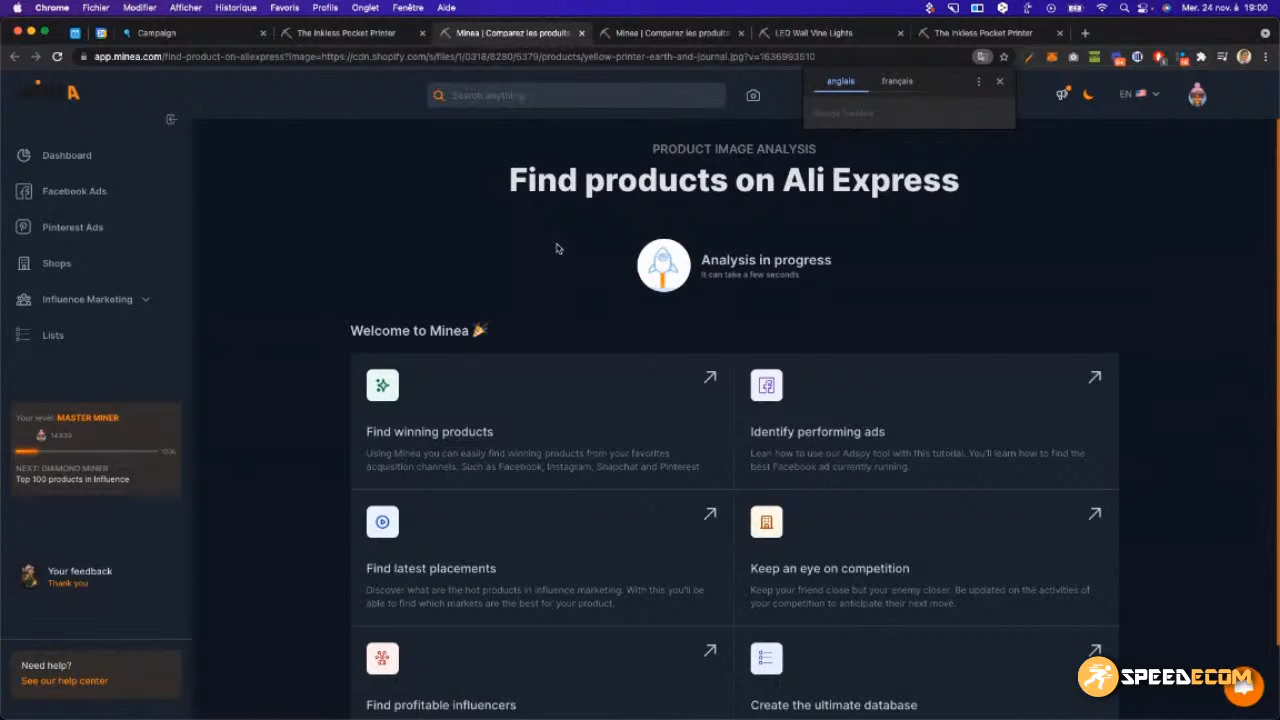 Chrome Fichier Modifier Afficher Historique Favoris Profils Onglet Fenêtre Aide Mer. 24 nov. à 19:00
Campaign The Inkless Pocket Printer Minea | Comparez les produits Minea | Comparez les produits LED Wall Vine Lights The Inkless Pocket Printer
app.minea.com/find-product-on-aliexpress?image=https://cdn.shopify.com/s/files/1/0318/8280/6379/products/yellow-printer-earth-and-journal.jpg?v=1636993510
anglais français
Search anything
EN
Google Translate
Dashboard
Facebook Ads
Pinterest Ads
Shops
Influence Marketing
Lists
Your level: MASTER MINER
14839
NEXT: DIAMOND MINER
Top 100 products in Influence
Your feedback
Thank you
Need help?
See our help center
PRODUCT IMAGE ANALYSIS
Find products on Ali Express
Analysis in progress
It can take a few seconds
Welcome to Minea
Find winning products
Using Minea you can easily find winning products from your favorites
acquisition channels. Such as Facebook, Instagram, Snapchat and Pinterest
Identify performing ads
Lean how to use our Adspy tool with this tutorial. You'll learn how to find the
best Facebook ad currently running.
Find latest placements
Discover what are the hot products in influence marketing. With this you'll be
able to find which markets are the best for your product.
Keep an eye on competition
Keep your friend close but your enemy closer. Be updated on the activities of
your competition to anticipate their next move.
Find profitable influencers
Create the ultimate database
SPEEDECOM